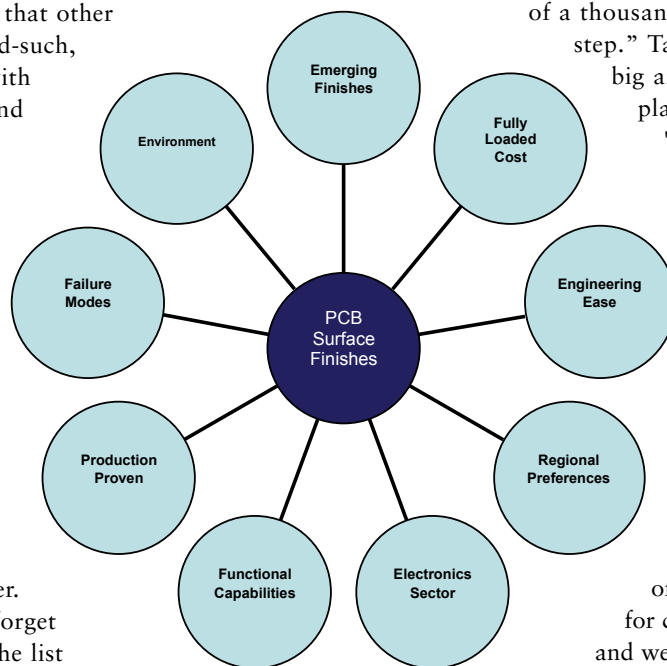 that other
d-such,
ith
nd
of a thousan
step.” Ta
big a
pla
Emerging
Finishes
Fully
Loaded
Cost
Engineering
Ease
Regional
Preferences
Electronics
Sector
Functional
Capabilities
Production
Proven
Failure
Modes
Environment
PCB
Surface
Finishes
er.
orget
he list
of
for c
and we